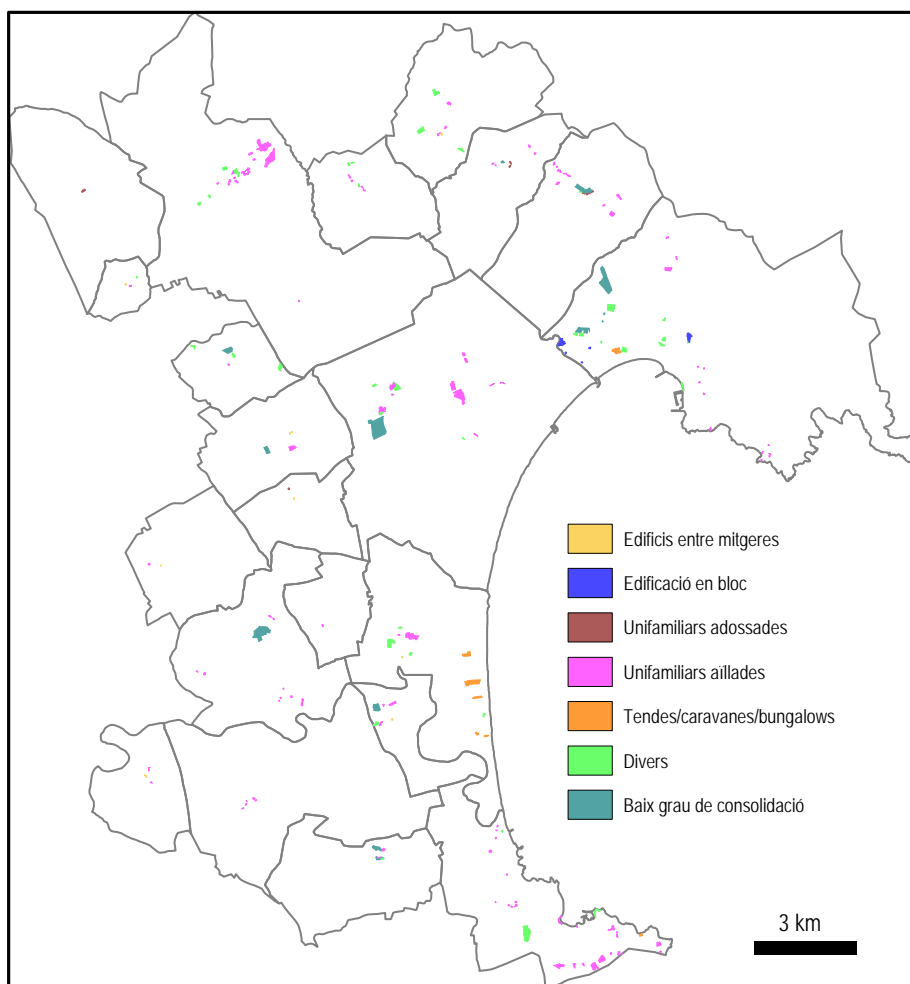 Edificis entre mitgeres
Edificació en bloc
Unifamiliars adossades
Unifamiliars aïllades
Tendes/caravanes/bungalows
Divers
Baix grau de consolidació
3 km